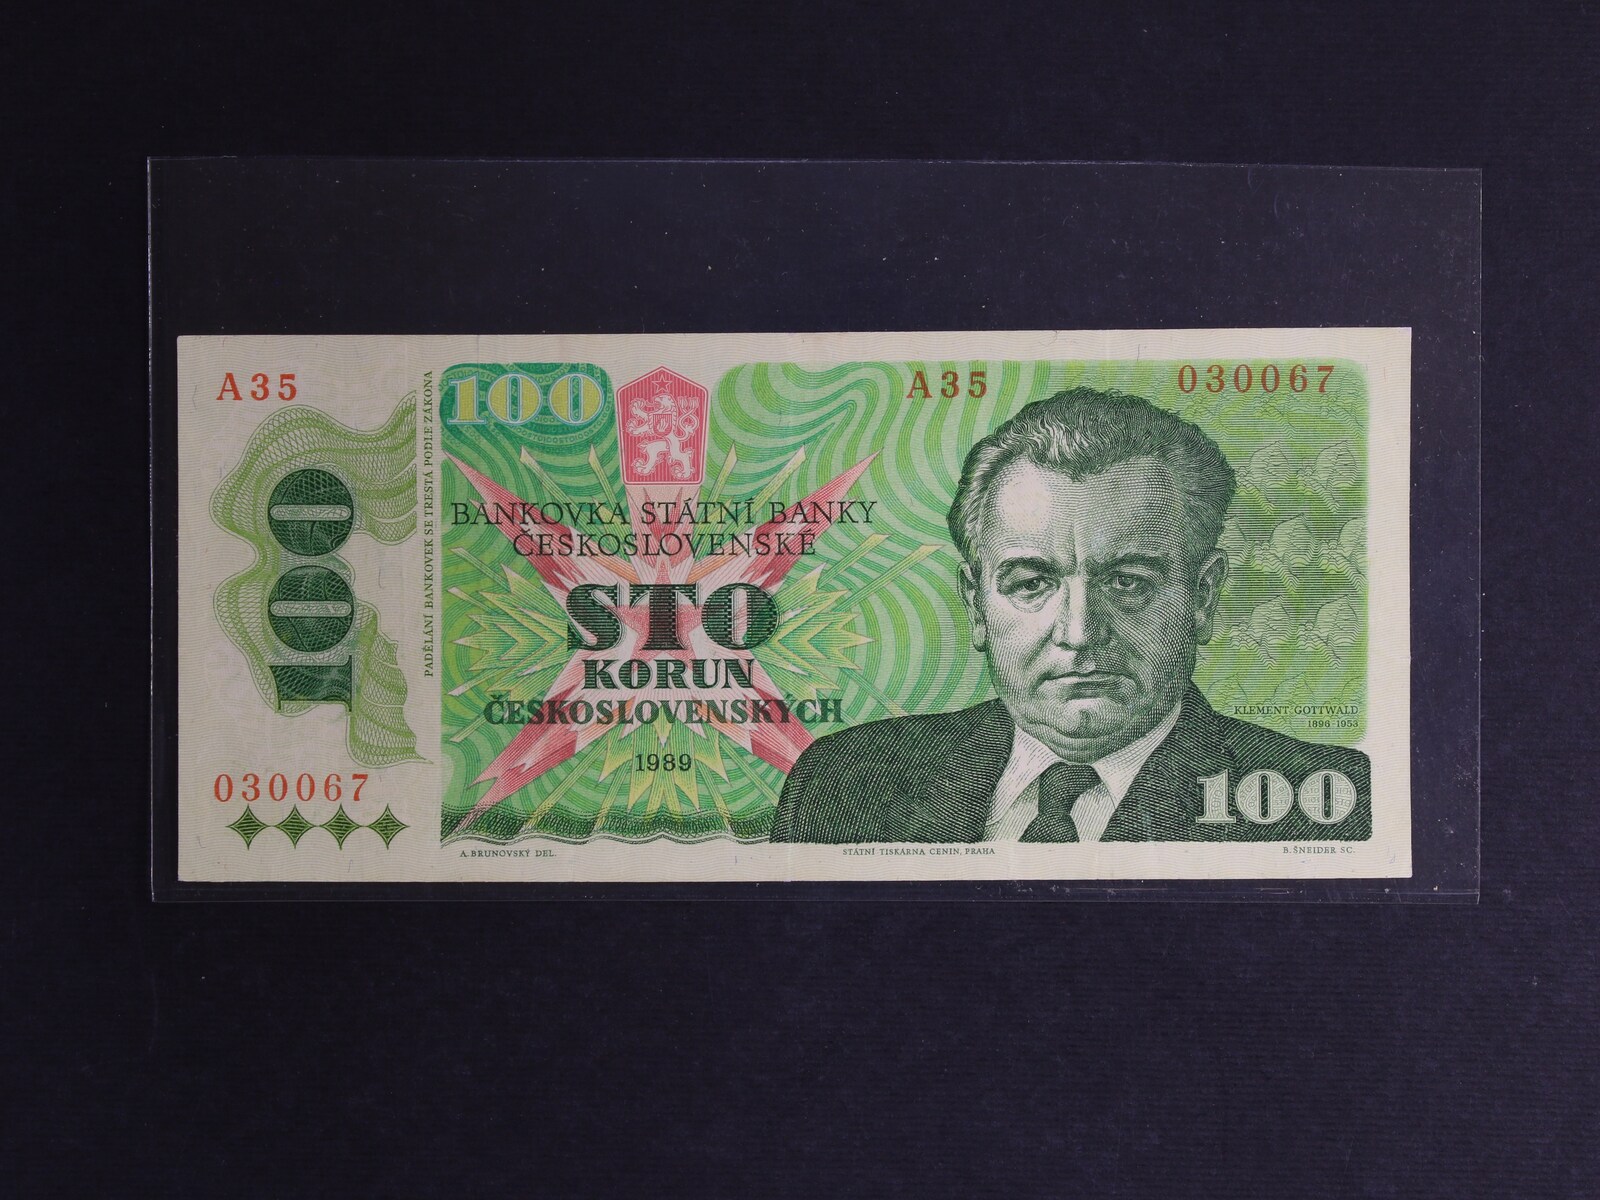 A35
100
A35
030067
PADĚLÁNÍ BANKOVEK SE TRESTÁ PODLE ZÁKONA
100
BANKOVKA STÁTNÍ BANKY
ČESKOSLOVENSKÉ
STO
KORUN
ČESKOSLOVENSKÝCH
1989
KLEMENT GOTTWALD
1896-1953
030067
100
A. BRUNOVSKÝ DEL.
STÁTNÍ TISKÁRNA CENIN, PRAHA
B. ŠNEIDER SC.